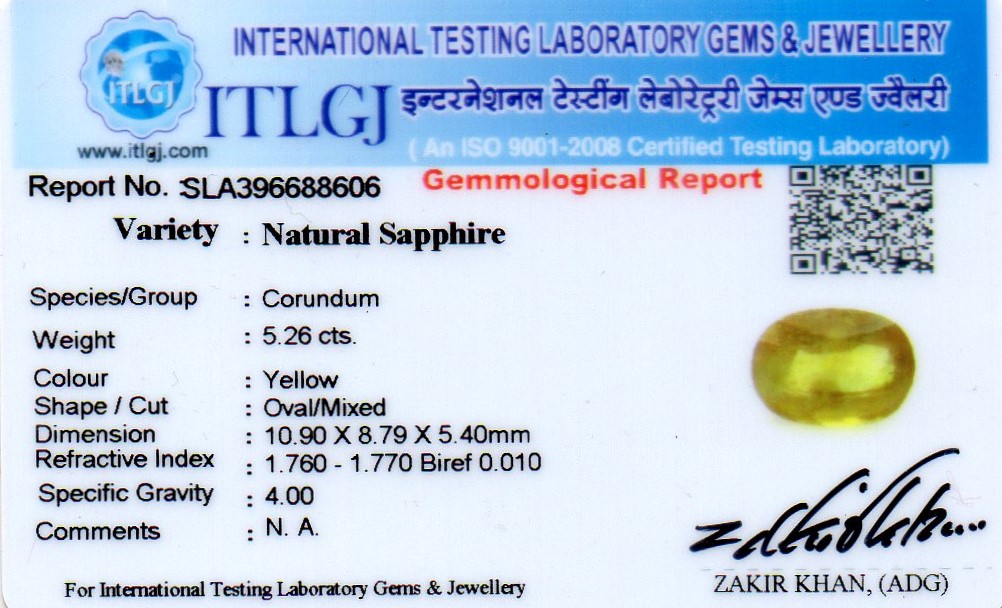 INTERNATIONAL TESTING LABORATORY GEMS & JEWELLERY
ITLGJ
ITLGJ इन्टरनेशनल टेस्टींग लेबोरेट्ररी जेम्स एण्ड ज्वैलरी
www.itlgj.com
( An ISO 9001-2008 Certified Testing Laboratory)
Report No. :SLA396688606
Gemmological Report
Variety : Natural Sapphire
Species/Group : Corundum
Weight : 5.26 cts.
Colour : Yellow
Shape / Cut : Oval/Mixed
Dimension : 10.90 X 8.79 X 5.40mm
Refractive Index : 1.760 - 1.770 Biref 0.010
Specific Gravity : 4.00
Comments : N. A.
For International Testing Laboratory Gems & Jewellery
ZAKIR KHAN, (ADG)